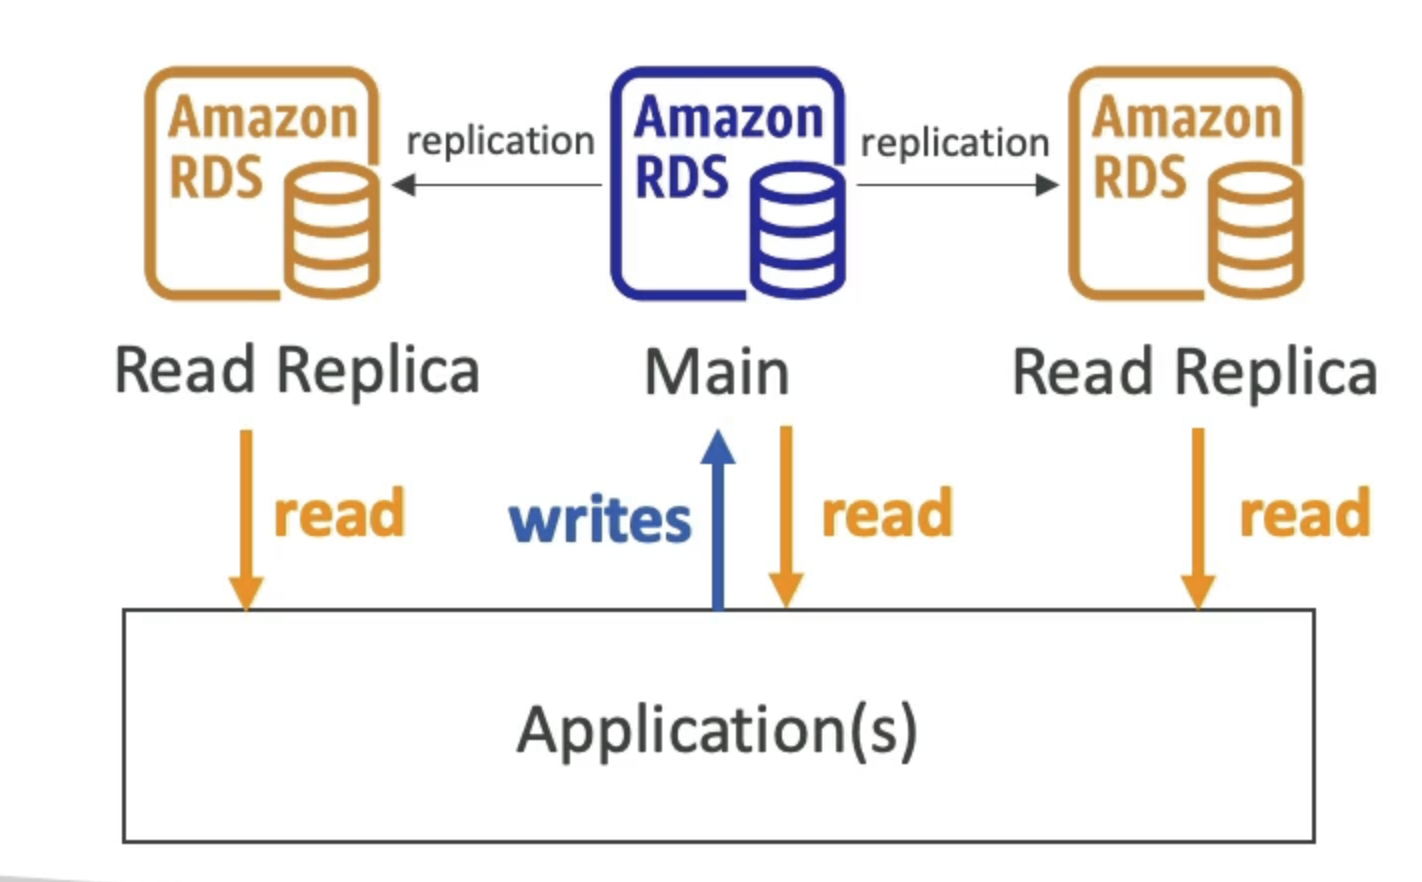 Amazon
RDS
replication
Amazon
RDS
replication
Amazon
RDS
Read Replica
Main
Read Replica
read
writes
read
read
Application(s)